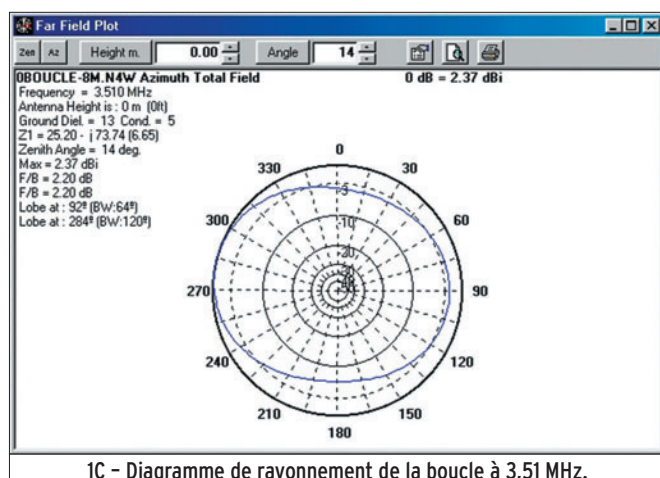 Far Field Plot
Zen Az Height m. 0.00 Angle 14
0BOUCLE-8M.N4W Azimuth Total Field 0 dB = 2.37 dBi
Frequency = 3.510 MHz
Antenna Height is : 0 m (0ft)
Ground Diel. = 13 Cond. = 5
Z1 = 25.20 - j 73.74 (6.65)
Zenith Angle = 14 deg.
Max = 2.37 dBi
F/B = 2.20 dB
F/B = 2.20 dB
Lobe at : 92º (BW:64º)
Lobe at : 284º (BW:120º)
0
330 30
300 60
270 90
240 120
210 150
180
-3
-10
-20
-30
1C – Diagramme de rayonnement de la boucle à 3,51 MHz.